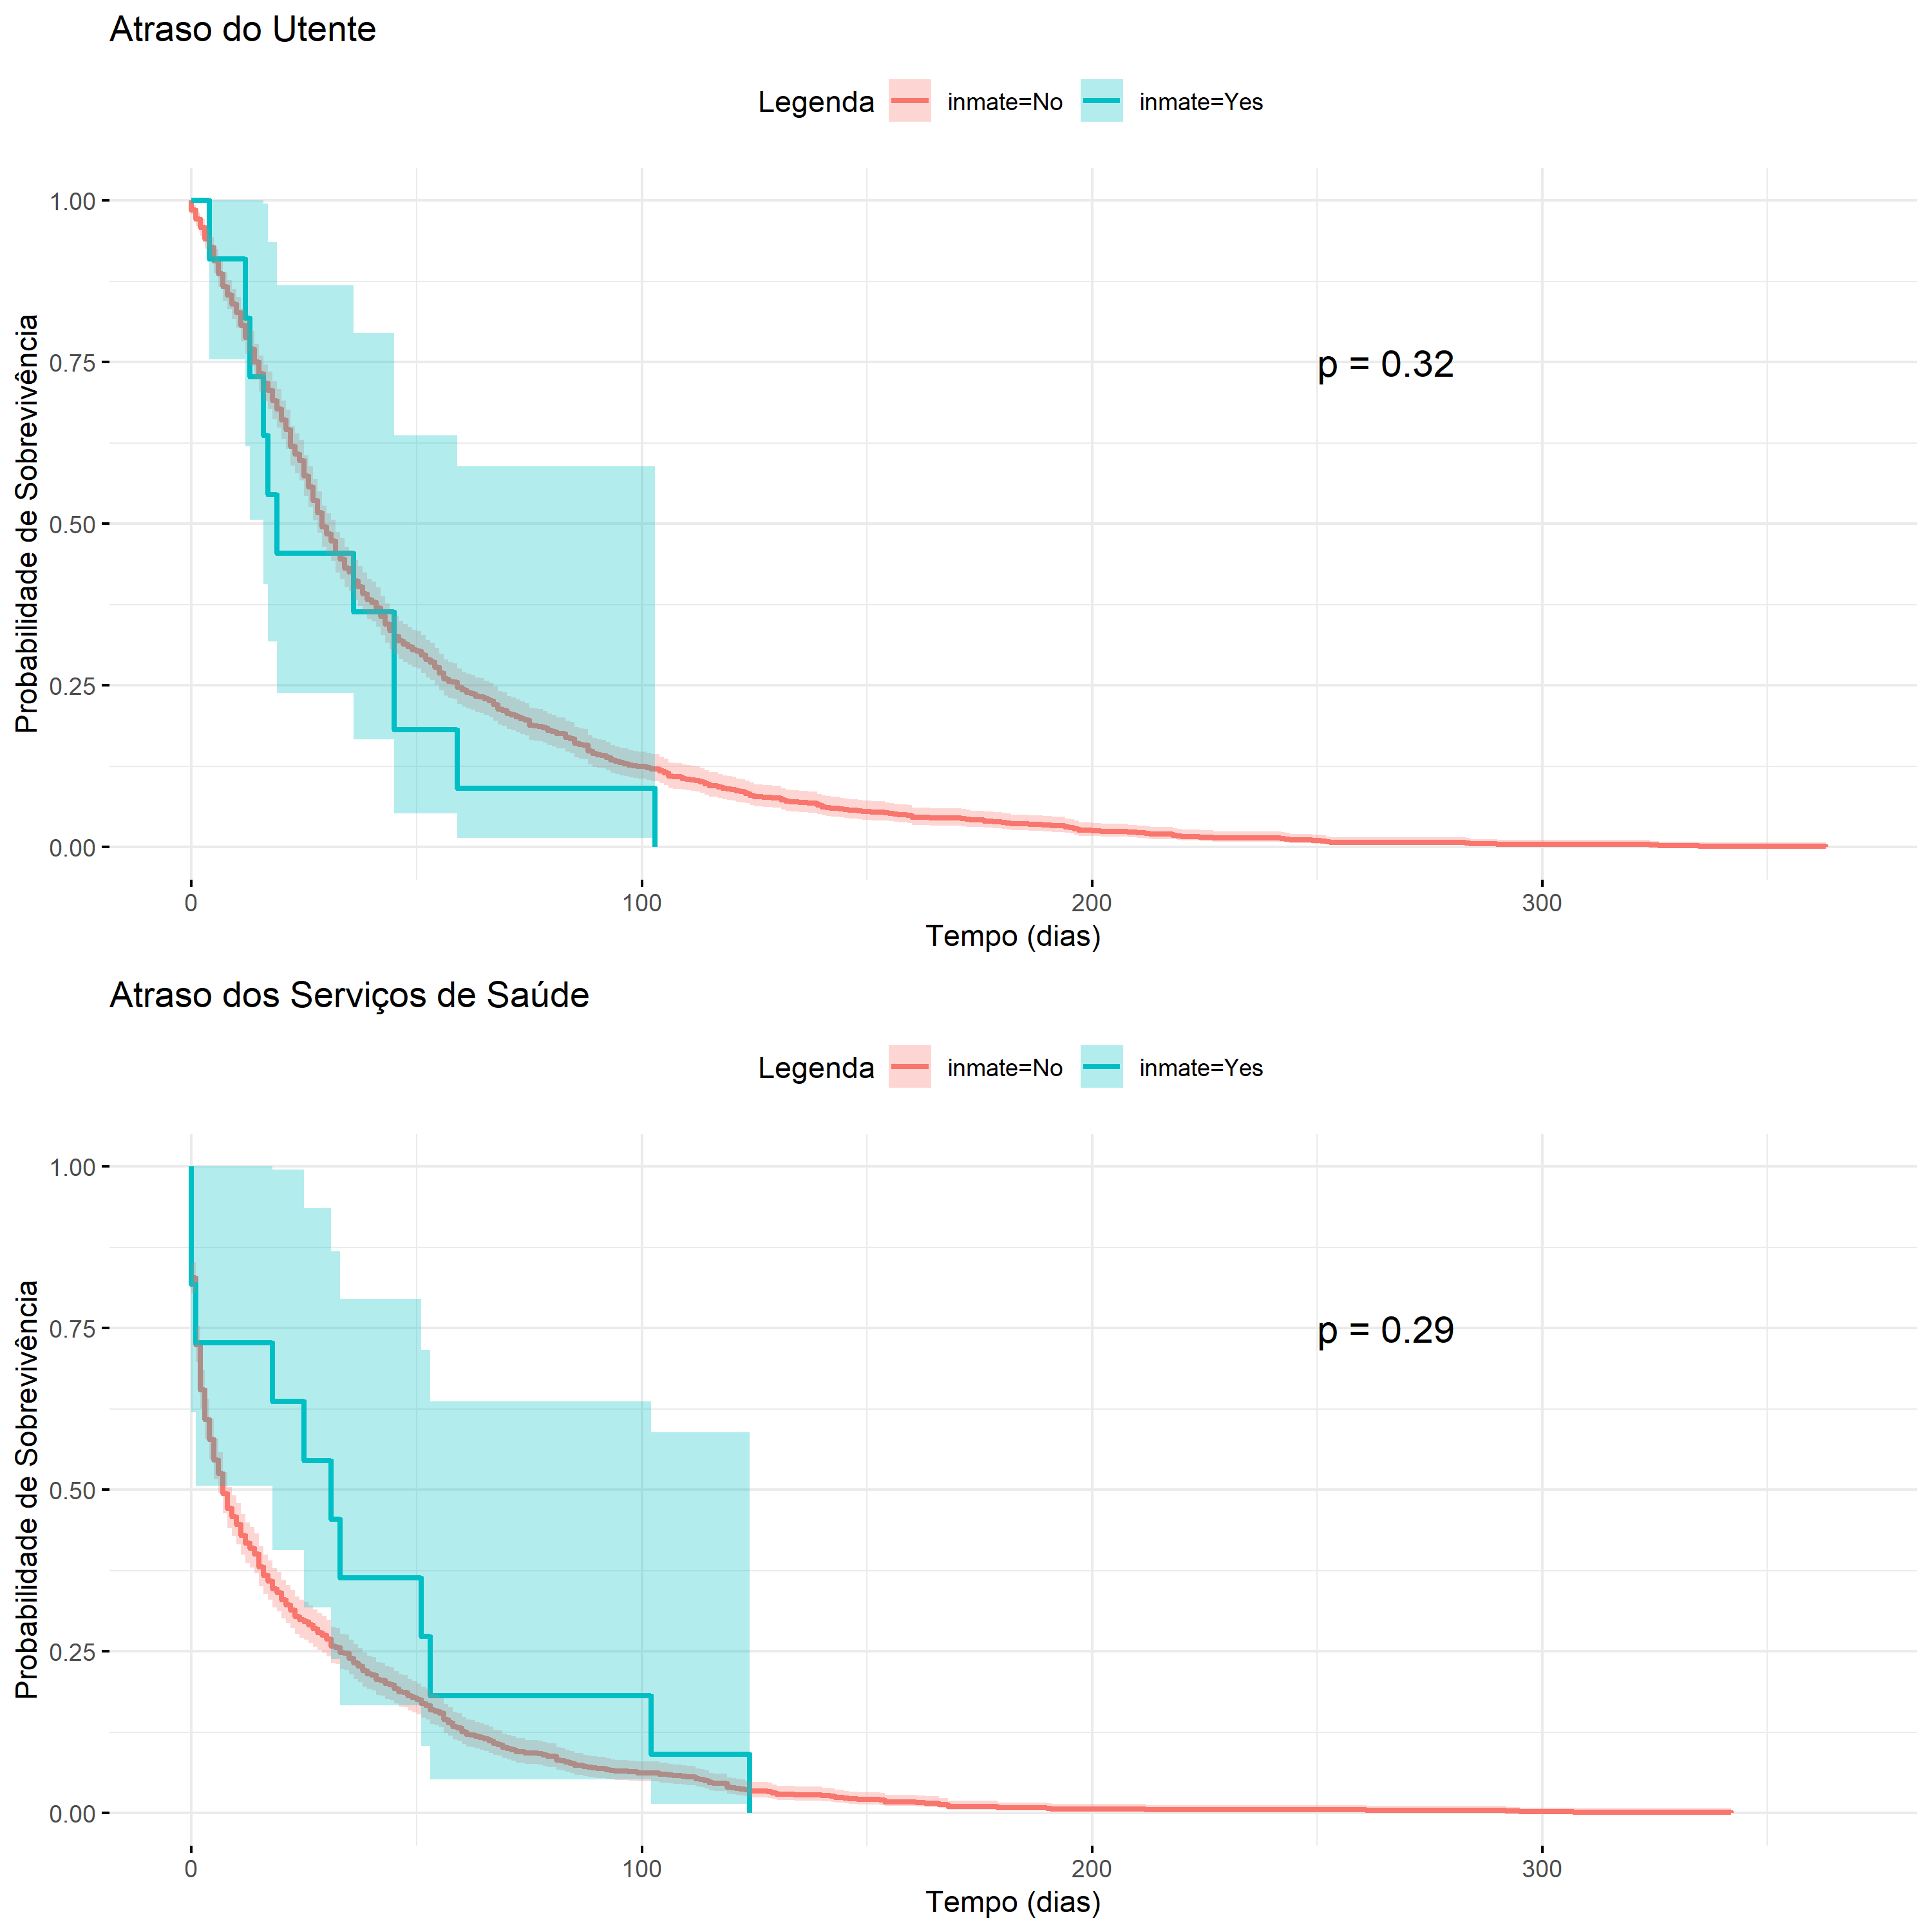 Atraso do Utente
Legenda inmate=No inmate=Yes
Probabilidade de Sobrevivência
1.00
0.75
0.50
0.25
0.00
p = 0.32
0 100 200 300
Tempo (dias)
Atraso dos Serviços de Saúde
Legenda inmate=No inmate=Yes
Probabilidade de Sobrevivência
1.00
0.75
0.50
0.25
0.00
p = 0.29
0 100 200 300
Tempo (dias)